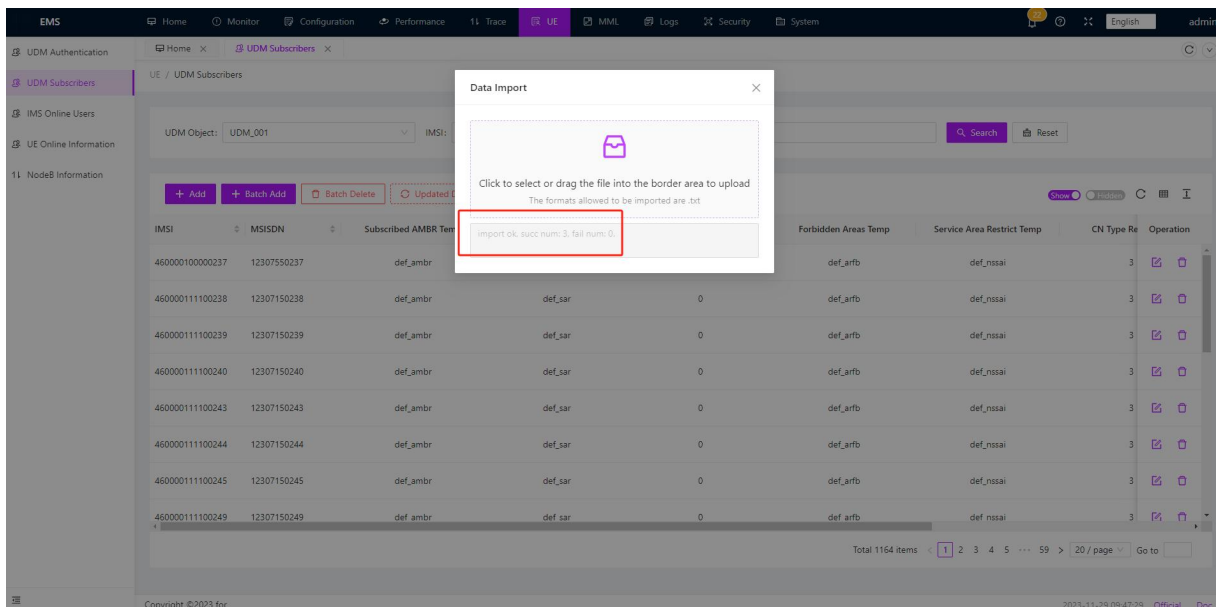 EMS Home Monitor Configuration Performance Trace UE MML Logs Security System 22 English admin
UDM Authentication
UDM Subscribers
IMS Online Users
UE Online Information
NodeB Information
Home UDM Subscribers
UE / UDM Subscribers
UDM Object: UDM_001 IMSI: Search Reset
Data Import
Click to select or drag the file into the border area to upload
The formats allowed to be imported are .txt
import ok, succ num: 3, fail num: 0,
+ Add + Batch Add Batch Delete Updated Show Hidden
IMSI MSISDN Subscribed AMBR Tem Forbidden Areas Temp Service Area Restrict Temp CN Type Re Operation
460000100000237 12307550237 def_ambr def_arfb def_nssai 3
460000111100238 12307150238 def_ambr def_sar 0 def_arfb def_nssai 3
460000111100239 12307150239 def_ambr def_sar 0 def_arfb def_nssai 3
460000111100240 12307150240 def_ambr def_sar 0 def_arfb def_nssai 3
460000111100243 12307150243 def_ambr def_sar 0 def_arfb def_nssai 3
460000111100244 12307150244 def_ambr def_sar 0 def_arfb def_nssai 3
460000111100245 12307150245 def_ambr def_sar 0 def_arfb def_nssai 3
460000111100249 12307150249 def_ambr def_sar 0 def_arfb def_nssai 3
Total 1164 items < 1 2 3 4 5 ··· 59 > 20 / page Go to
Copyright ©2023 for 2023-11-29 09:47:29 Official Doc